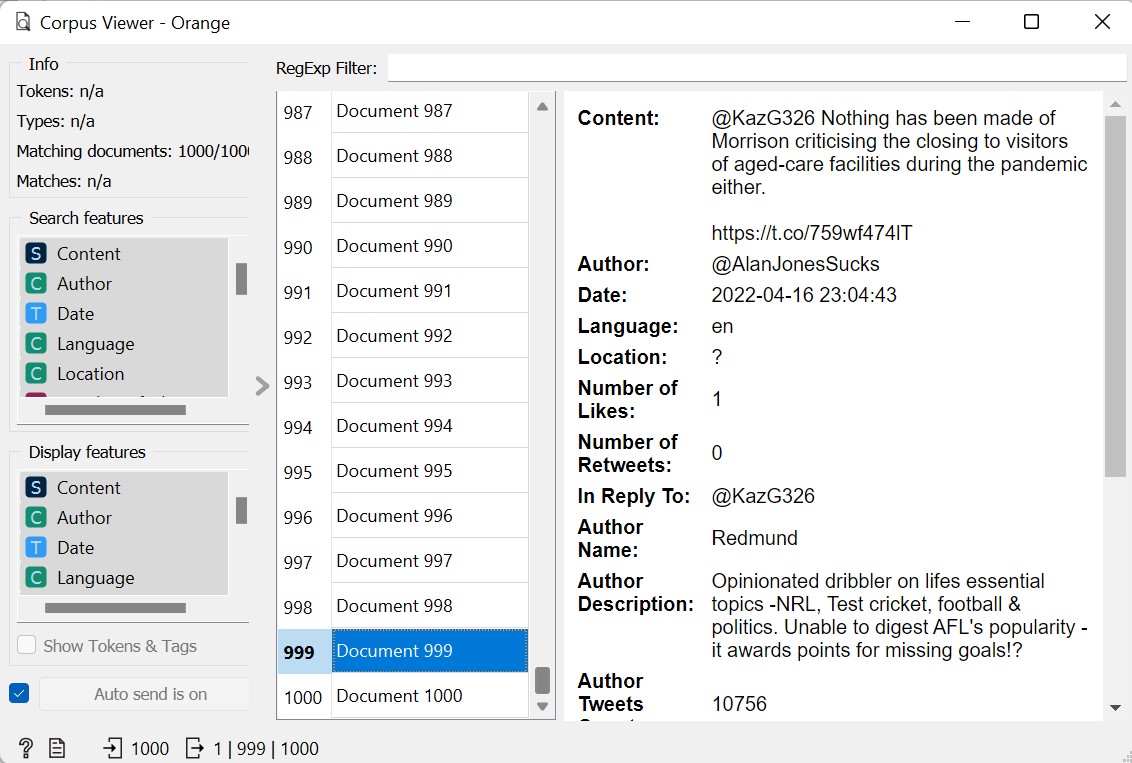 Corpus Viewer - Orange
Info
Tokens: n/a
Types: n/a
Matching documents: 1000/100
Matches: n/a
Search features
S Content
C Author
T Date
C Language
C Location
Display features
S Content
C Author
T Date
C Language
Show Tokens & Tags
Auto send is on
RegExp Filter:
987 Document 987
988 Document 988
989 Document 989
990 Document 990
991 Document 991
992 Document 992
993 Document 993
994 Document 994
995 Document 995
996 Document 996
997 Document 997
998 Document 998
999 Document 999
1000 Document 1000
Content: @KazG326 Nothing has been made of
Morrison criticising the closing to visitors
of aged-care facilities during the pandemic
either.
https://t.co/759wf474IT
Author: @AlanJonesSucks
Date: 2022-04-16 23:04:43
Language: en
Location: ?
Number of
Likes: 1
Number of
Retweets: 0
In Reply To: @KazG326
Author
Name: Redmund
Author
Description: Opinionated dribbler on lifes essential
topics -NRL, Test cricket, football &
politics. Unable to digest AFL's popularity -
it awards points for missing goals!?
Author
Tweets 10756
? 1000 1 | 999 | 1000